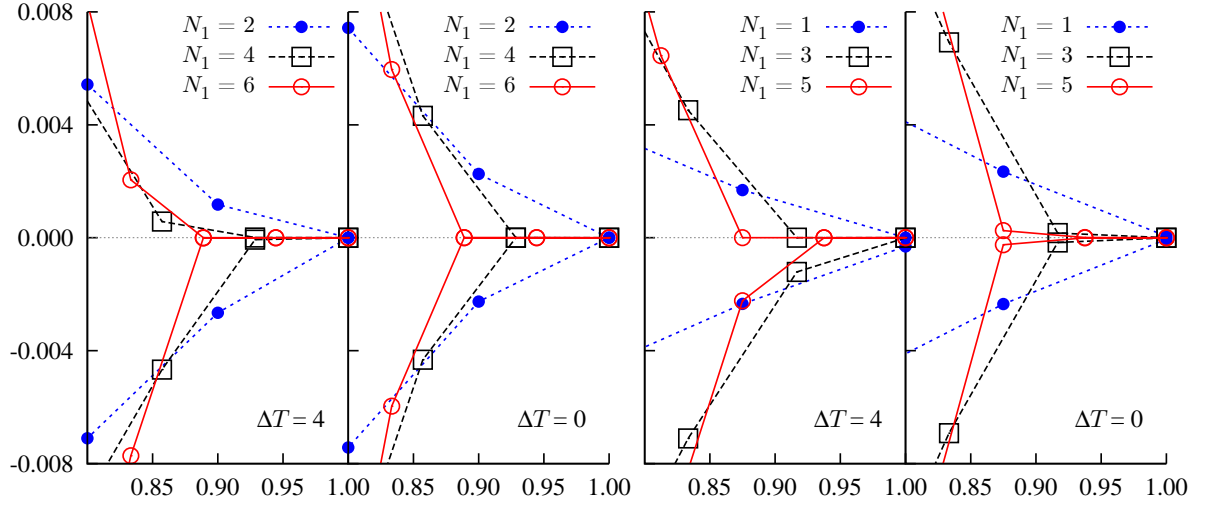 0.008
0.004
0.000
-0.004
-0.008
N₁ = 2
N₁ = 4
N₁ = 6
ΔT = 4
0.85 0.90 0.95 1.00
N₁ = 2
N₁ = 4
N₁ = 6
ΔT = 0
0.85 0.90 0.95 1.00
N₁ = 1
N₁ = 3
N₁ = 5
ΔT = 4
0.85 0.90 0.95 1.00
N₁ = 1
N₁ = 3
N₁ = 5
ΔT = 0
0.85 0.90 0.95 1.00